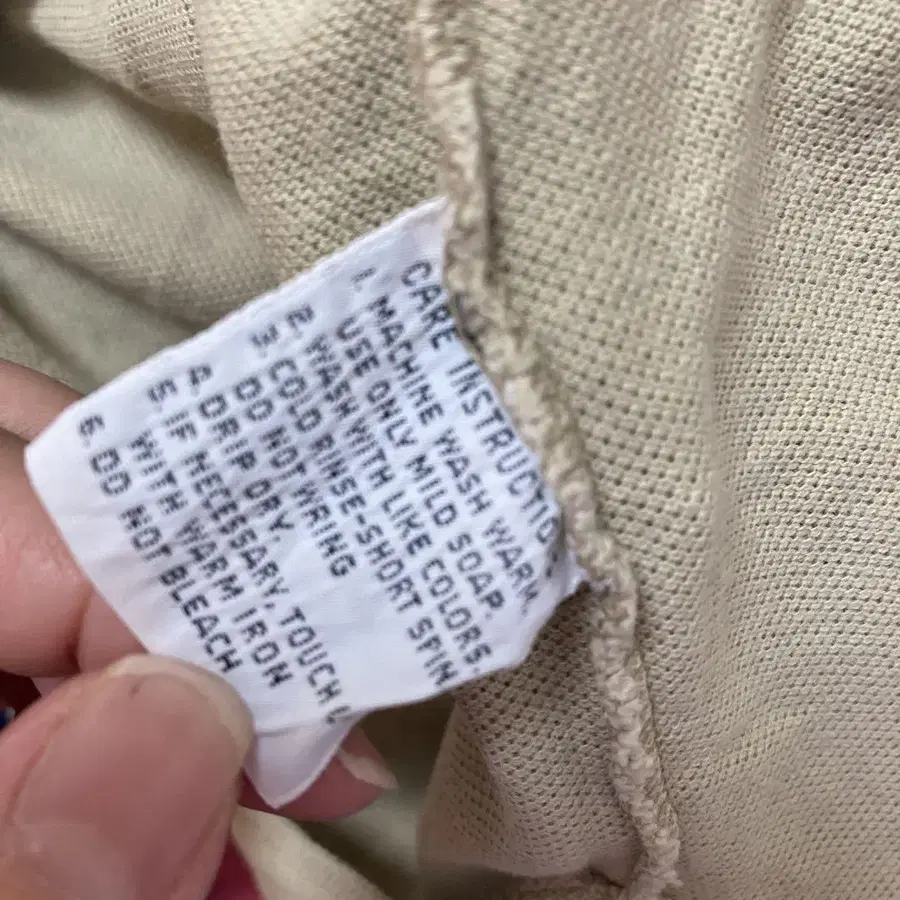 CARE INSTRUCTIO
1. MACHINE WASH WARM,
USE ONLY MILD SOAP.
2. WASH WITH LIKE COLORS.
3. COLD RINSE-SHORT SPIN
DO NOT WRING
4. DRIP DRY.
5. IF NECESSARY, TOUCH U
WITH WARM IRON
6. DO NOT BLEACH